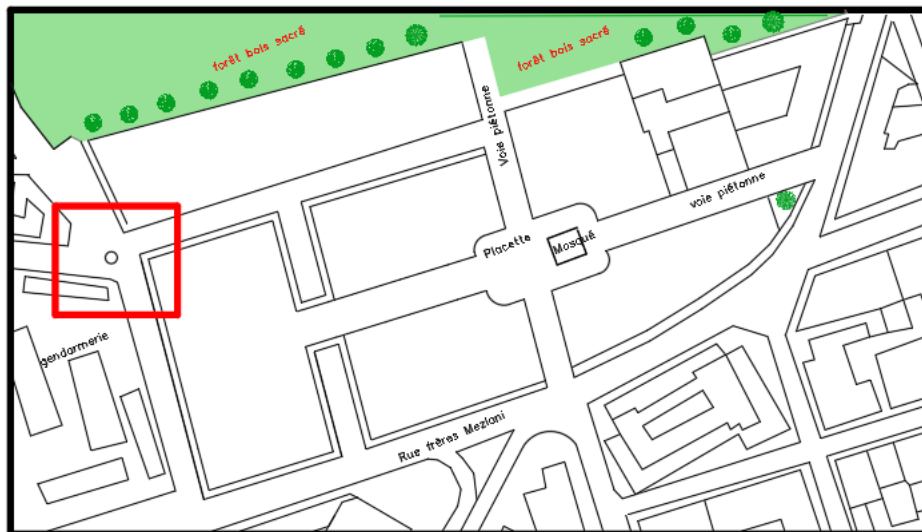 forêt bois sacré
forêt bois sacré
Voie piétonne
voie piétonne
Placette
Mosqué
gendarmerie
Rue frères Mezlani